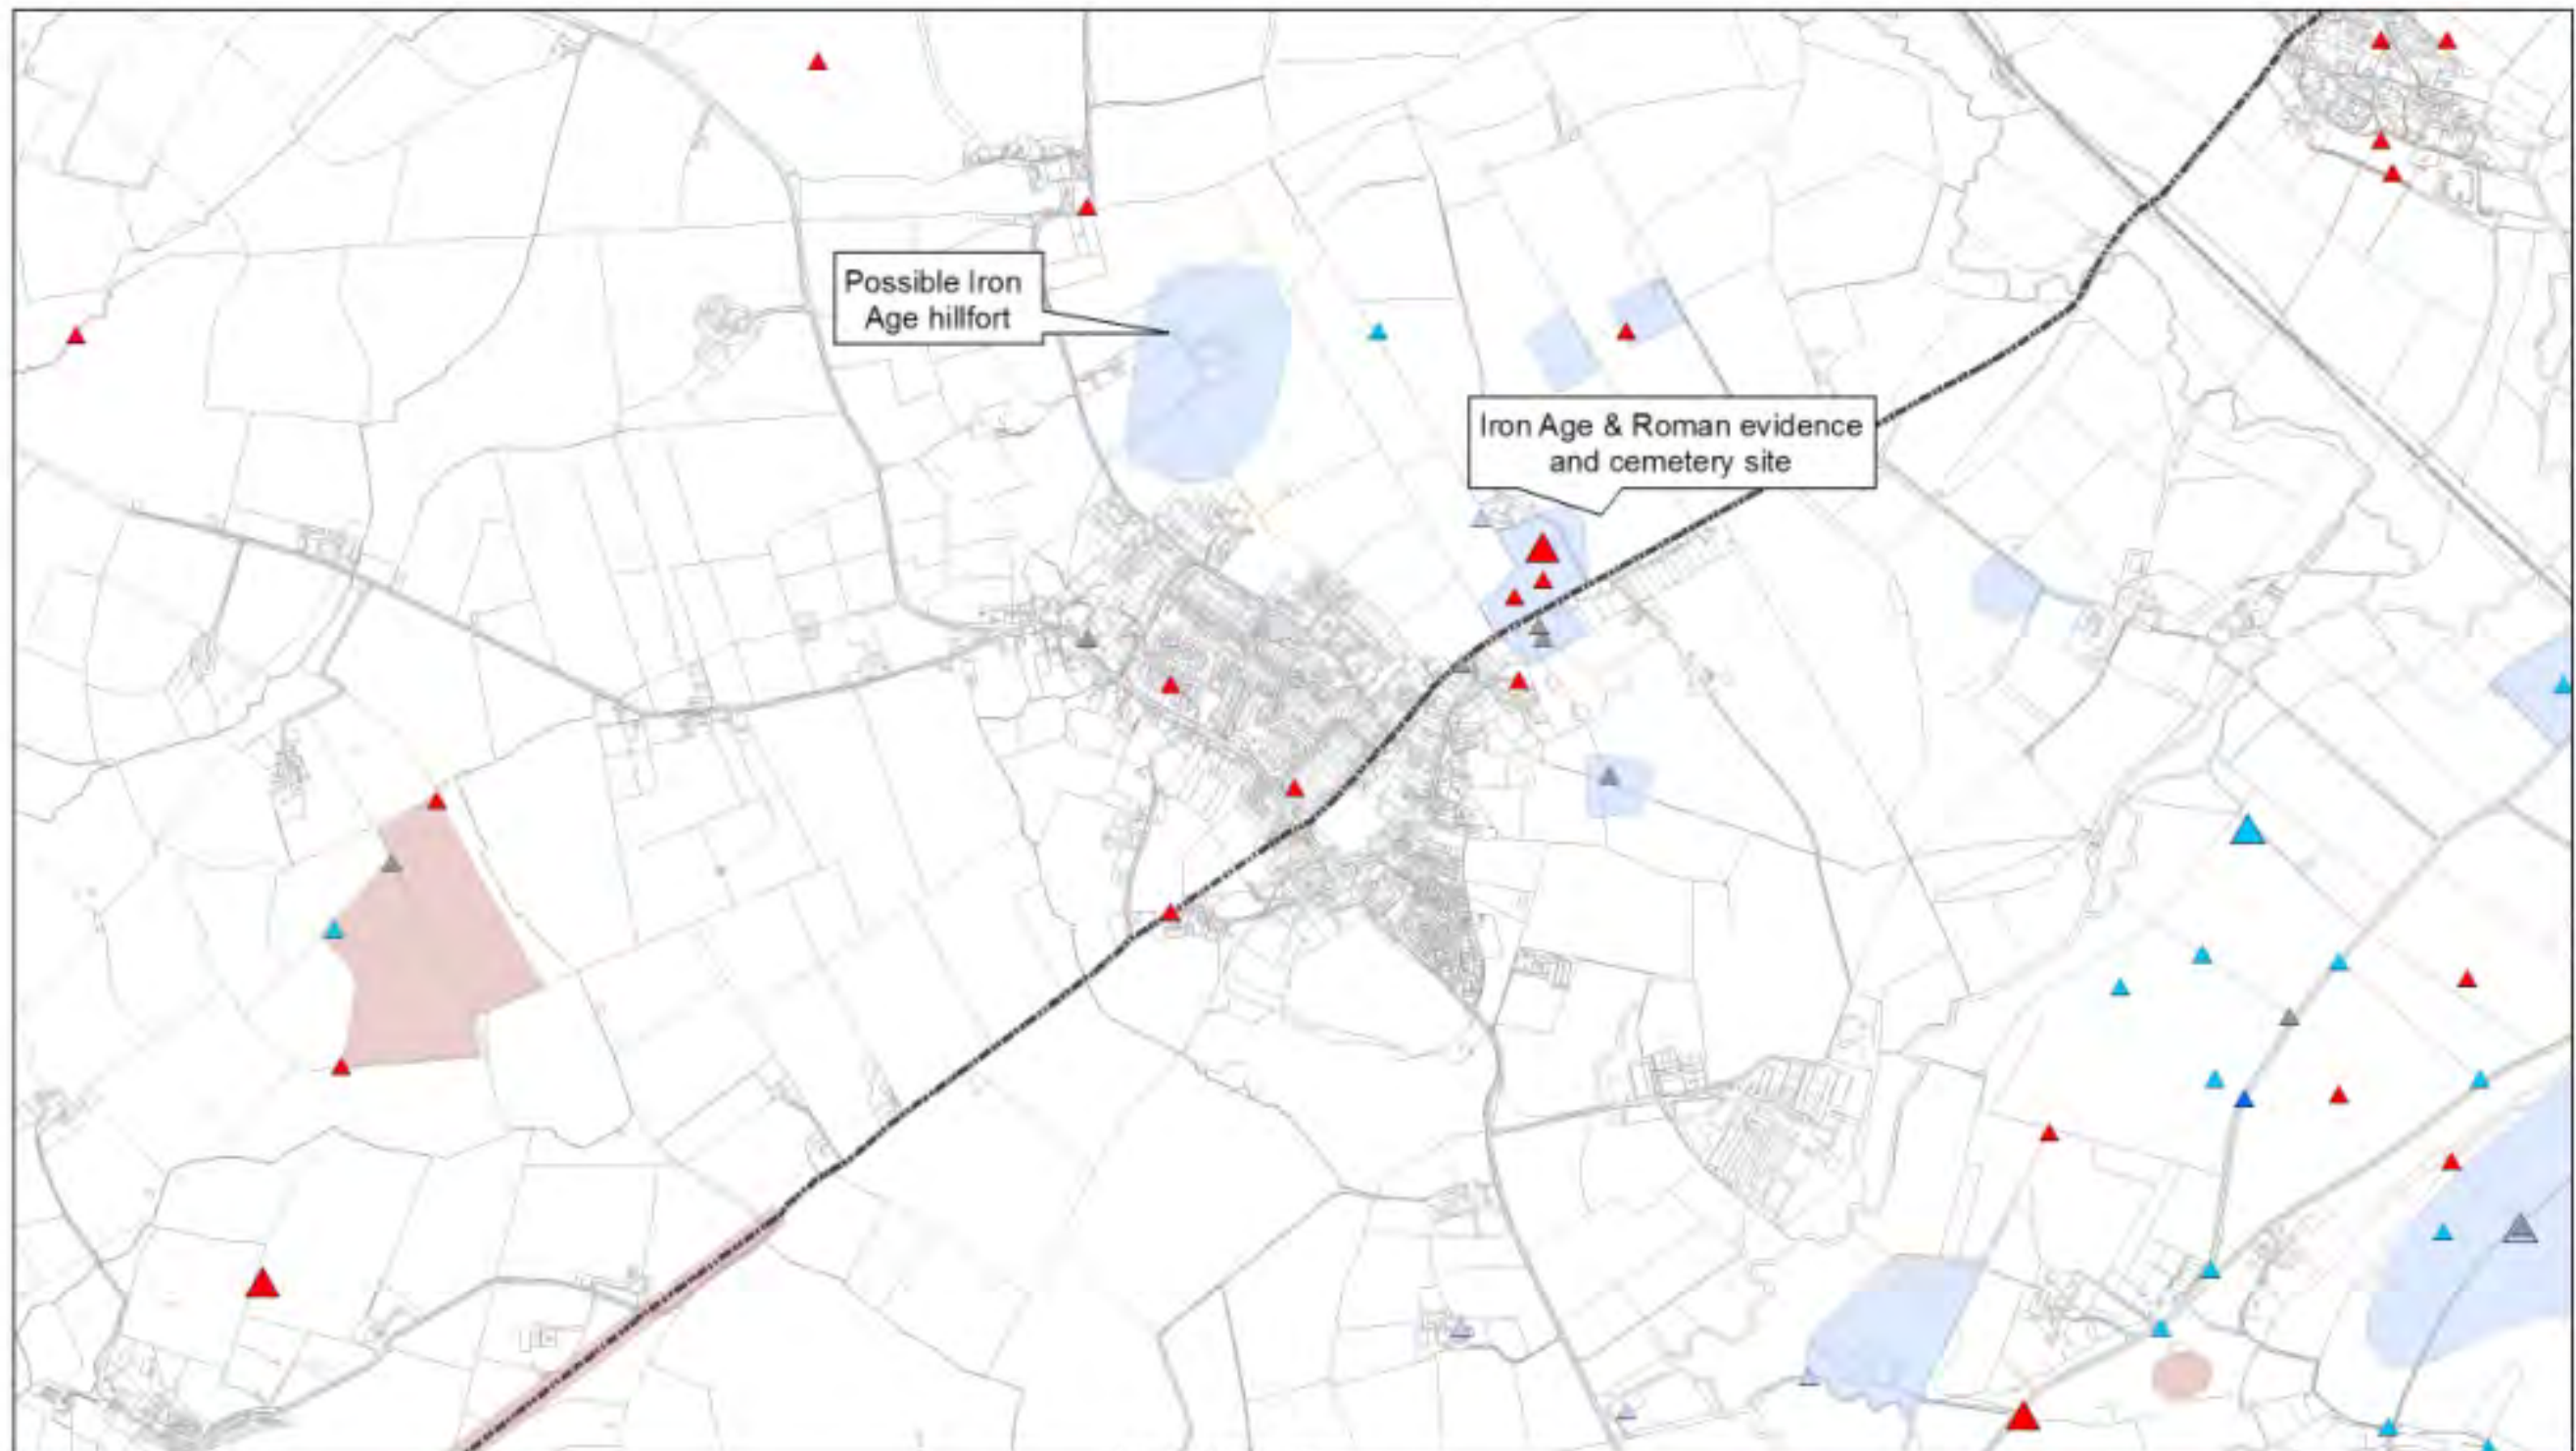 Possible Iron
Age hillfort
Iron Age & Roman evidence
and cemetery site